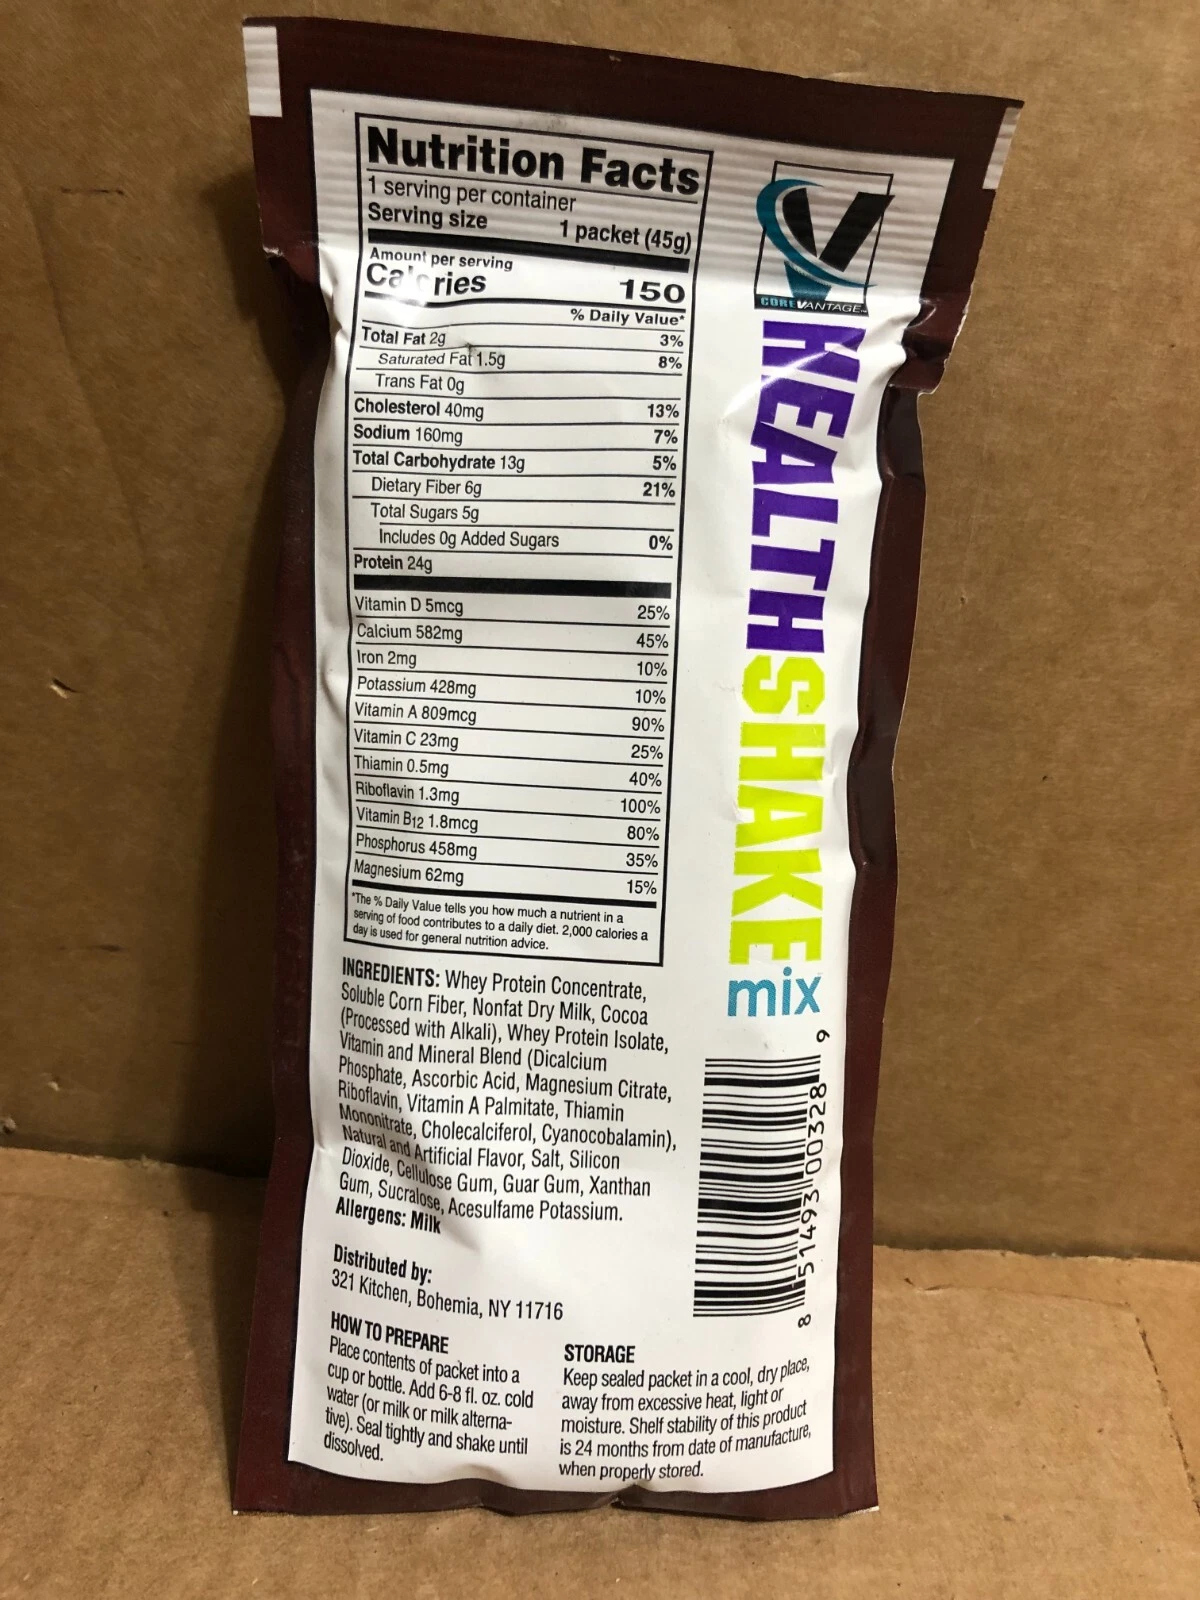 Nutrition Facts
1 serving per container
Serving size 1 packet (45g)
Amount per serving
Calories 150
% Daily Value*
Total Fat 2g 3%
Saturated Fat 1.5g 8%
Trans Fat 0g
Cholesterol 40mg 13%
Sodium 160mg 7%
Total Carbohydrate 13g 5%
Dietary Fiber 6g 21%
Total Sugars 5g
Includes 0g Added Sugars 0%
Protein 24g
Vitamin D 5mcg 25%
Calcium 582mg 45%
Iron 2mg 10%
Potassium 428mg 10%
Vitamin A 809mcg 90%
Vitamin C 23mg 25%
Thiamin 0.5mg 40%
Riboflavin 1.3mg 100%
Vitamin B12 1.8mcg 80%
Phosphorus 458mg 35%
Magnesium 62mg 15%
*The % Daily Value tells you how much a nutrient in a
serving of food contributes to a daily diet. 2,000 calories a
day is used for general nutrition advice.
INGREDIENTS: Whey Protein Concentrate,
Soluble Corn Fiber, Nonfat Dry Milk, Cocoa
(Processed with Alkali), Whey Protein Isolate,
Vitamin and Mineral Blend (Dicalcium
Phosphate, Ascorbic Acid, Magnesium Citrate,
Riboflavin, Vitamin A Palmitate, Thiamin
Mononitrate, Cholecalciferol, Cyanocobalamin),
Natural and Artificial Flavor, Salt, Silicon
Dioxide, Cellulose Gum, Guar Gum, Xanthan
Gum, Sucralose, Acesulfame Potassium.
Allergens: Milk
Distributed by:
321 Kitchen, Bohemia, NY 11716
HOW TO PREPARE
Place contents of packet into a
cup or bottle. Add 6-8 fl. oz. cold
water (or milk or milk alterna-
tive). Seal tightly and shake until
dissolved.
STORAGE
Keep sealed packet in a cool, dry place,
away from excessive heat, light or
moisture. Shelf stability of this product
is 24 months from date of manufacture,
when properly stored.
V
COREVANTAGE™
HEALTHSHAKE
mix
8 51493 00328 9